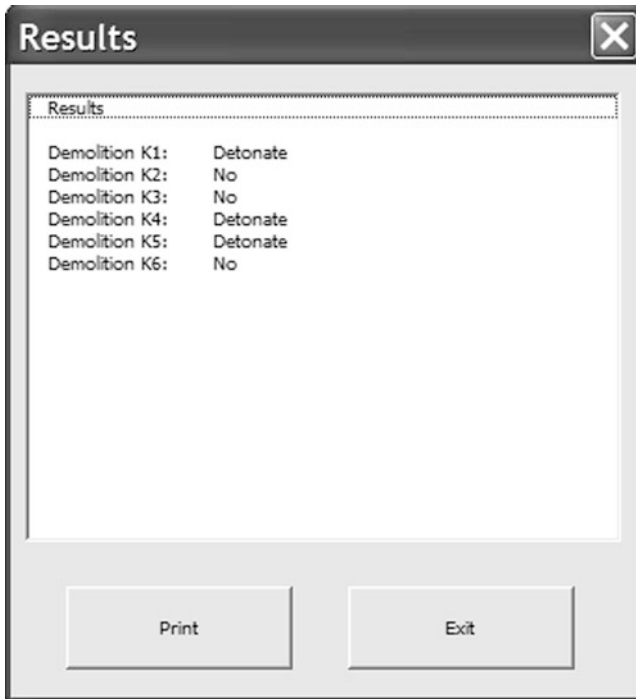 Results
Results
Demolition K1: Detonate
Demolition K2: No
Demolition K3: No
Demolition K4: Detonate
Demolition K5: Detonate
Demolition K6: No
Print Exit